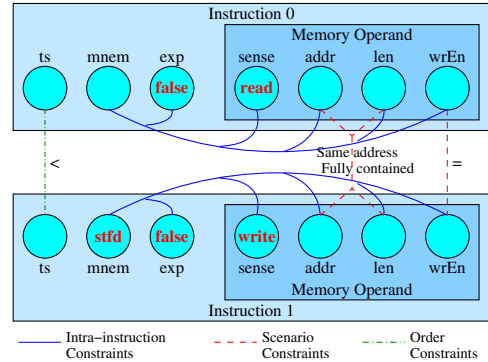 Instruction 0
Memory Operand
ts mnem exp sense addr len wrEn
false read
Same address
< Fully contained =
stfd false write
ts mnem exp sense addr len wrEn
Memory Operand
Instruction 1
Intra−instruction Constraints
Scenario Constraints
Order Constraints